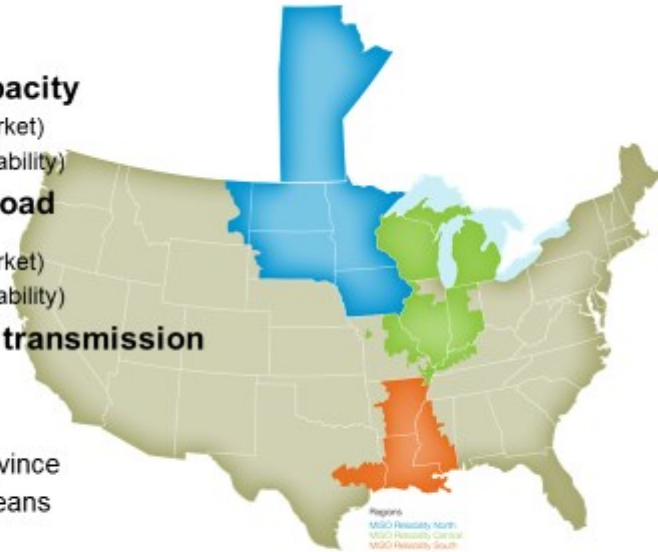 pacity
rket)
ability)
oad
rket)
ability)
transmission
vince
eans
Regions
MISO Reliability North
MISO Reliability Central
MISO Reliability South